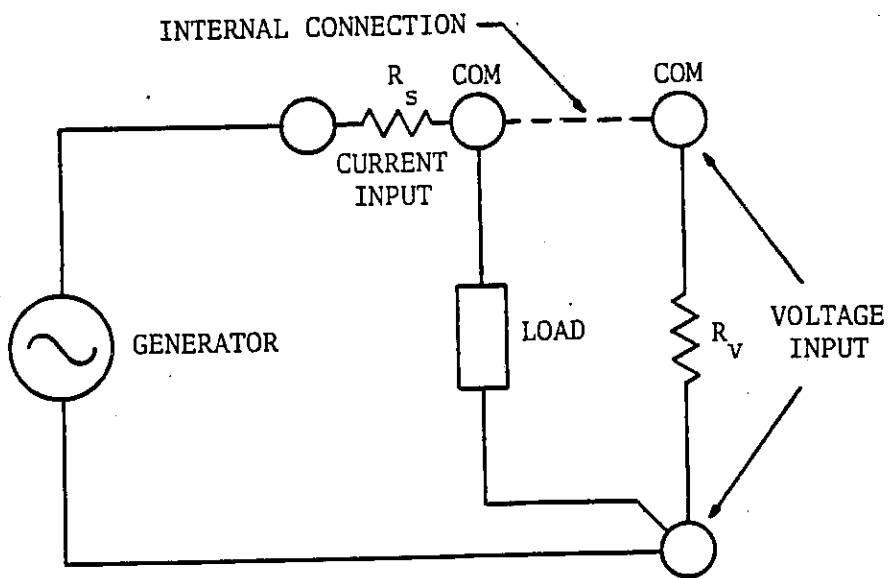 INTERNAL CONNECTION
R
s
COM
COM
CURRENT
INPUT
GENERATOR
LOAD
R
V
VOLTAGE
INPUT